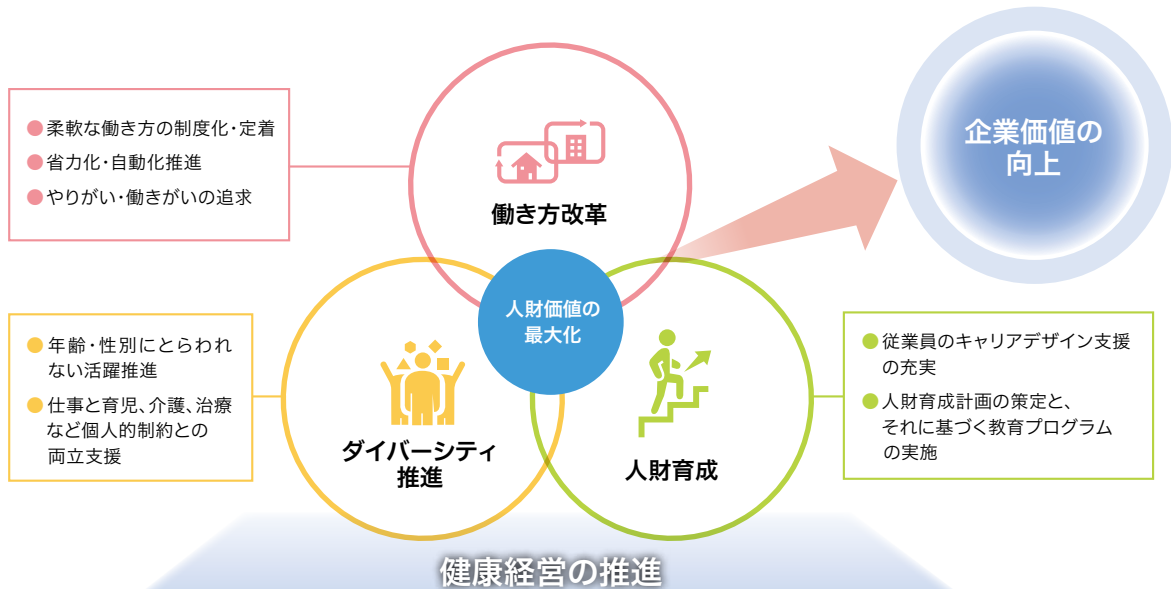 企業価値の
向上
●柔軟な働き方の制度化・定着
●省力化・自動化推進
●やりがい・働きがいの追求
働き方改革
人財価値の
最大化
●年齢・性別にとらわれ
ない活躍推進
●仕事と育児、介護、治療
など個人的制約との
両立支援
ダイバーシティ
推進
人財育成
●従業員のキャリアデザイン支援
の充実
●人財育成計画の策定と、
それに基づく教育プログラム
の実施
健康経営の推進